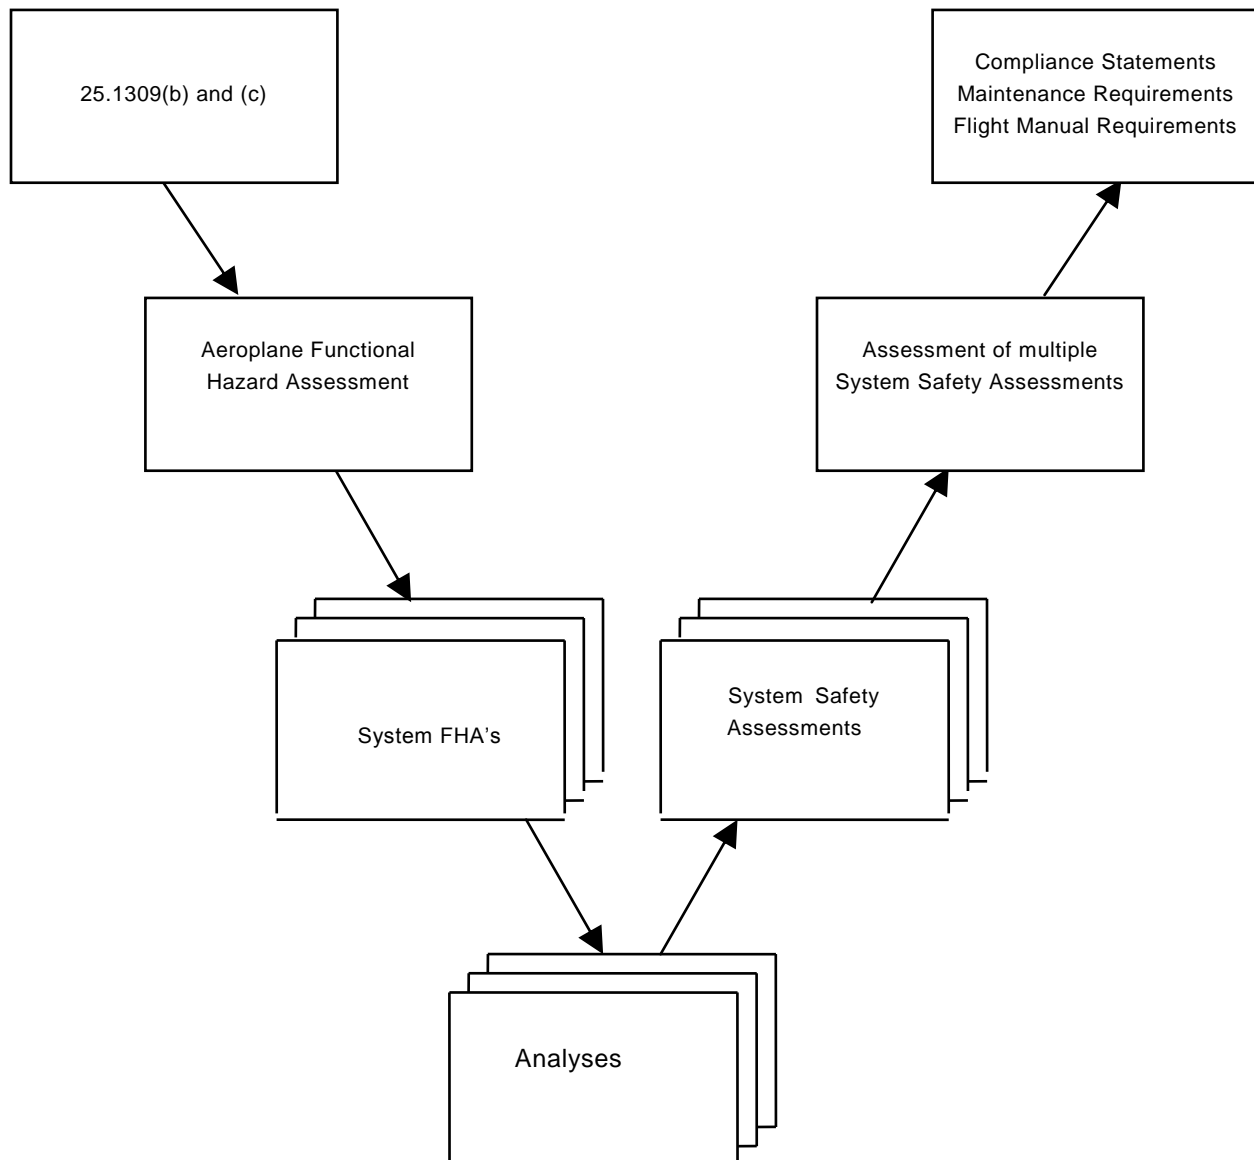 25.1309(b) and (c)
Compliance Statements
Maintenance Requirements
Flight Manual Requirements
Aeroplane Functional
Hazard Assessment
Assessment of multiple
System Safety Assessments
System FHA’s
System Safety
Assessments
Analyses